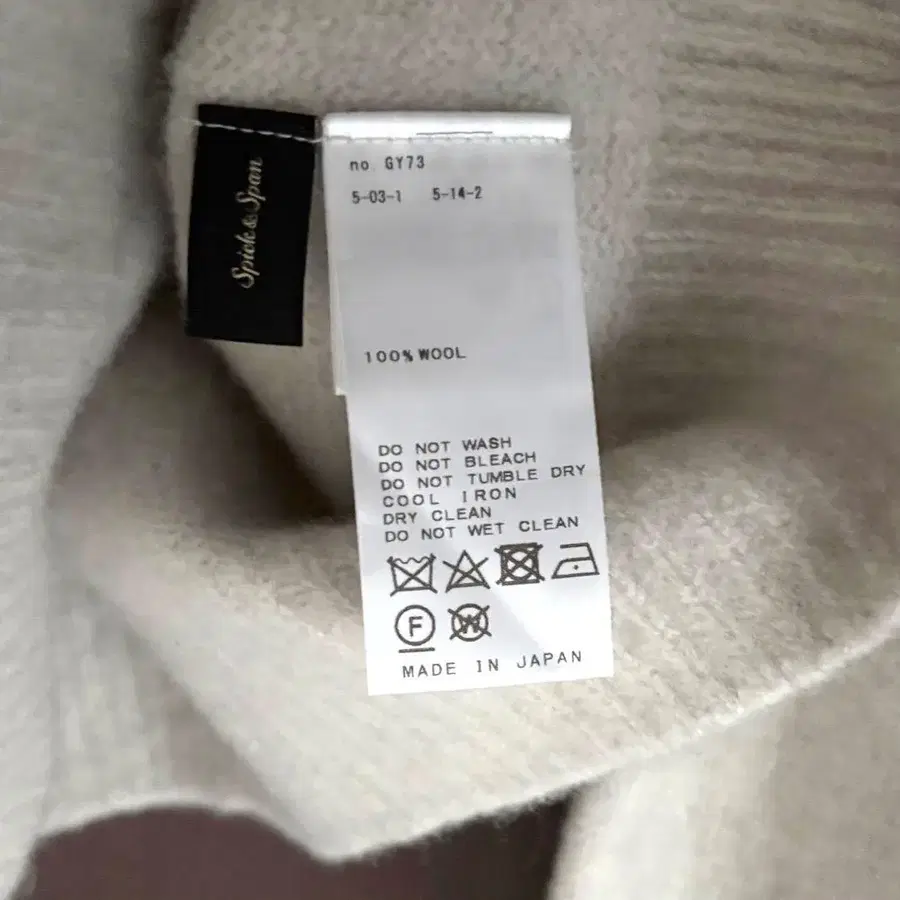 Spick&Span
no. GY73
5-03-1 5-14-2
100% WOOL
DO NOT WASH
DO NOT BLEACH
DO NOT TUMBLE DRY
COOL IRON
DRY CLEAN
DO NOT WET CLEAN
F W
MADE IN JAPAN